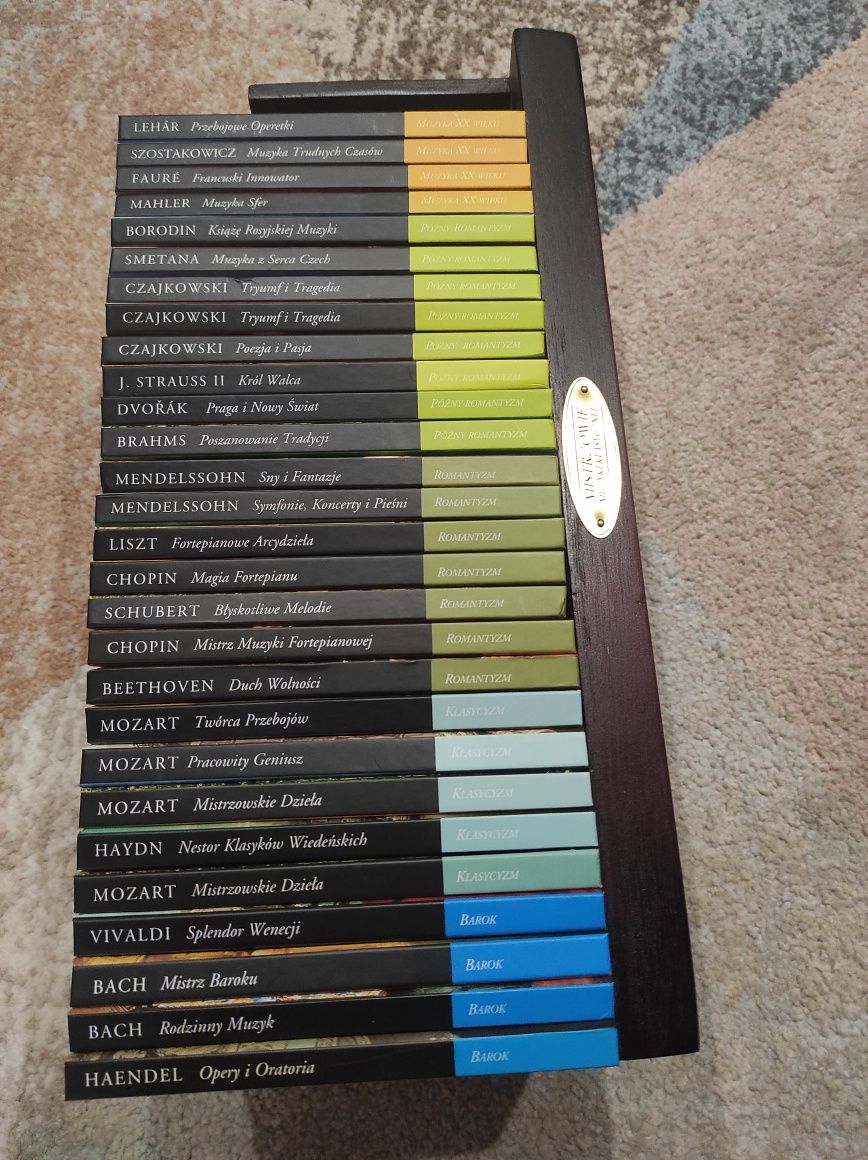 LEHÁR Przebojowe Operetki MUZYKA XX WIEKU
SZOSTAKOWICZ Muzyka Trudnych Czasów MUZYKA XX WIEKU
FAURÉ Francuski Innowator MUZYKA XX WIEKU
MAHLER Muzyka Sfer MUZYKA XX WIEKU
BORODIN Książę Rosyjskiej Muzyki PÓŹNY ROMANTYZM
SMETANA Muzyka z Serca Czech PÓŹNY ROMANTYZM
CZAJKOWSKI Tryumf i Tragedia PÓŹNY ROMANTYZM
CZAJKOWSKI Tryumf i Tragedia PÓŹNY ROMANTYZM
CZAJKOWSKI Poezja i Pasja PÓŹNY ROMANTYZM
J. STRAUSS II Król Walca PÓŹNY ROMANTYZM
DVOŘÁK Praga i Nowy Świat PÓŹNY ROMANTYZM
BRAHMS Poszanowanie Tradycji PÓŹNY ROMANTYZM
MENDELSSOHN Sny i Fantazje ROMANTYZM
MENDELSSOHN Symfonie, Koncerty i Pieśni ROMANTYZM
LISZT Fortepianowe Arcydzieła ROMANTYZM
CHOPIN Magia Fortepianu ROMANTYZM
SCHUBERT Błyskotliwe Melodie ROMANTYZM
CHOPIN Mistrz Muzyki Fortepianowej ROMANTYZM
BEETHOVEN Duch Wolności ROMANTYZM
MOZART Twórca Przebojów KLASYCYZM
MOZART Pracowity Geniusz KLASYCYZM
MOZART Mistrzowskie Dzieła KLASYCYZM
HAYDN Nestor Klasyków Wiedeńskich KLASYCYZM
MOZART Mistrzowskie Dzieła KLASYCYZM
VIVALDI Splendor Wenecji BAROK
BACH Mistrz Baroku BAROK
BACH Rodzinny Muzyk BAROK
HAENDEL Opery i Oratoria BAROK
MISTRZOWIE
MUZYKI KLASYCZNEJ